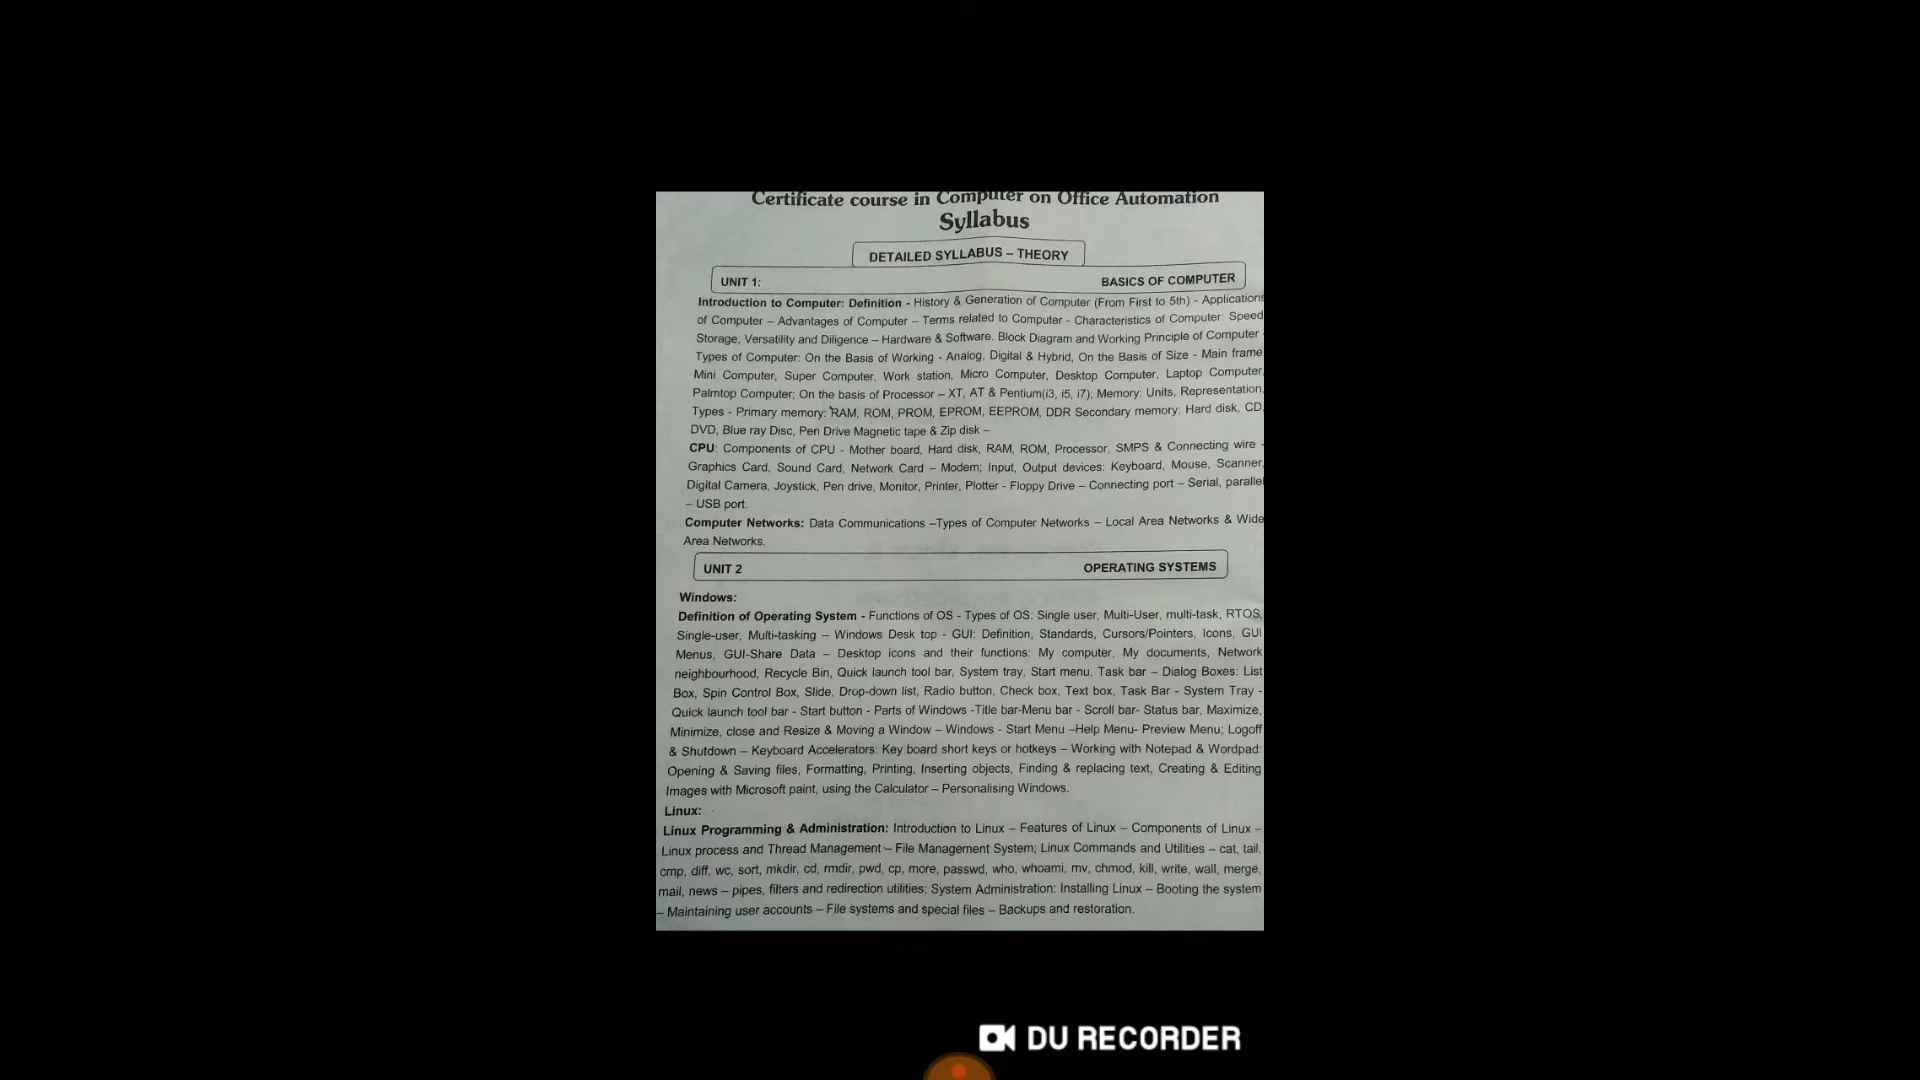 Certificate course in Computer on Office Automation
Syllabus
DETAILED SYLLABUS – THEORY
UNIT 1: BASICS OF COMPUTER
Introduction to Computer: Definition - History & Generation of Computer (From First to 5th) - Applications
of Computer – Advantages of Computer – Terms related to Computer - Characteristics of Computer: Speed
Storage, Versatility and Diligence – Hardware & Software. Block Diagram and Working Principle of Computer -
Types of Computer: On the Basis of Working - Analog, Digital & Hybrid, On the Basis of Size - Main frame
Mini Computer, Super Computer, Work station, Micro Computer, Desktop Computer, Laptop Computer,
Palmtop Computer; On the basis of Processor – XT, AT & Pentium(i3, i5, i7); Memory: Units, Representation,
Types - Primary memory: RAM, ROM, PROM, EPROM, EEPROM, DDR Secondary memory: Hard disk, CD,
DVD, Blue ray Disc, Pen Drive Magnetic tape & Zip disk –
CPU: Components of CPU - Mother board, Hard disk, RAM, ROM, Processor, SMPS & Connecting wire -
Graphics Card, Sound Card, Network Card – Modem; Input, Output devices: Keyboard, Mouse, Scanner,
Digital Camera, Joystick, Pen drive, Monitor, Printer, Plotter - Floppy Drive – Connecting port – Serial, parallel
– USB port.
Computer Networks: Data Communications –Types of Computer Networks – Local Area Networks & Wide
Area Networks.
UNIT 2 OPERATING SYSTEMS
Windows:
Definition of Operating System - Functions of OS - Types of OS: Single user, Multi-User, multi-task, RTOS,
Single-user, Multi-tasking – Windows Desk top - GUI: Definition, Standards, Cursors/Pointers, Icons, GUI
Menus, GUI-Share Data – Desktop icons and their functions: My computer, My documents, Network
neighbourhood, Recycle Bin, Quick launch tool bar, System tray, Start menu, Task bar – Dialog Boxes: List
Box, Spin Control Box, Slide, Drop-down list, Radio button, Check box, Text box, Task Bar - System Tray -
Quick launch tool bar - Start button - Parts of Windows -Title bar-Menu bar - Scroll bar- Status bar, Maximize,
Minimize, close and Resize & Moving a Window – Windows - Start Menu –Help Menu- Preview Menu; Logoff
& Shutdown – Keyboard Accelerators: Key board short keys or hotkeys – Working with Notepad & Wordpad:
Opening & Saving files, Formatting, Printing, Inserting objects, Finding & replacing text, Creating & Editing
Images with Microsoft paint, using the Calculator – Personalising Windows.
Linux:
Linux Programming & Administration: Introduction to Linux – Features of Linux – Components of Linux –
Linux process and Thread Management – File Management System; Linux Commands and Utilities – cat, tail,
cmp, diff, wc, sort, mkdir, cd, rmdir, pwd, cp, more, passwd, who, whoami, mv, chmod, kill, write, wall, merge,
mail, news – pipes, filters and redirection utilities; System Administration: Installing Linux – Booting the system
– Maintaining user accounts – File systems and special files – Backups and restoration.
DU RECORDER